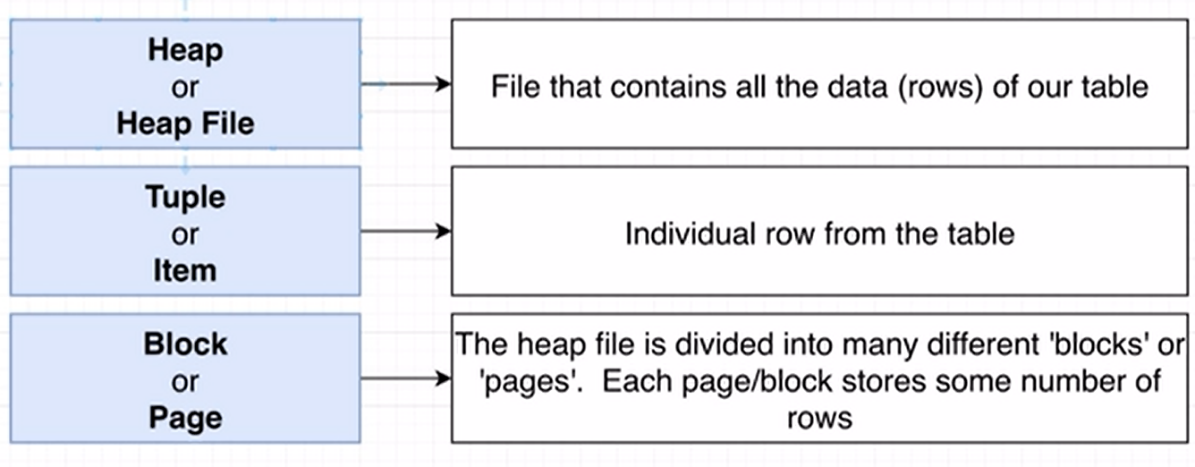 Heap
or
Heap File
File that contains all the data (rows) of our table
Tuple
or
Item
Individual row from the table
Block
or
Page
The heap file is divided into many different 'blocks' or
'pages'.  Each page/block stores some number of
rows